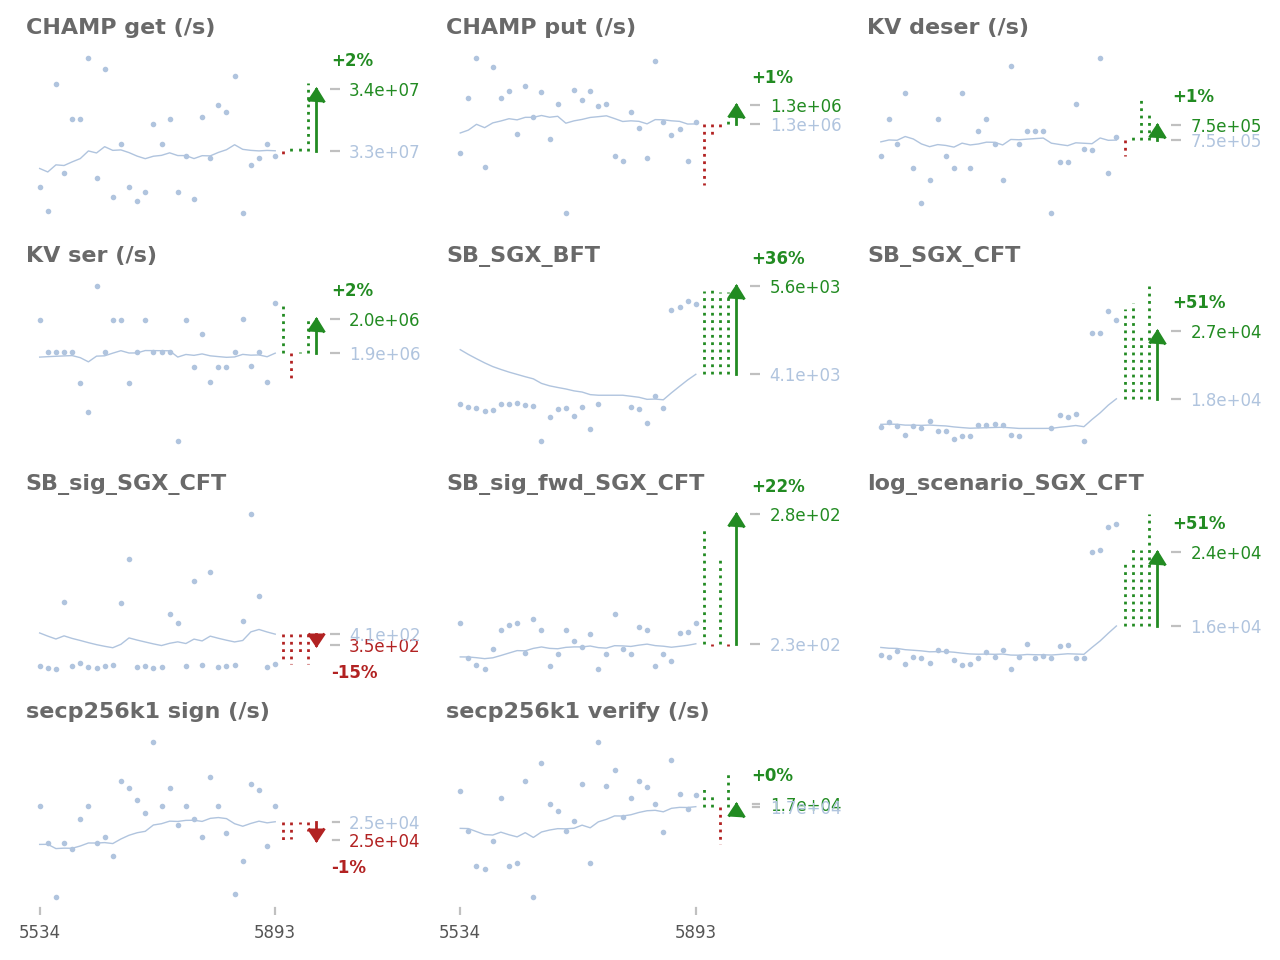 CHAMP get (/s)
+2%
3.4e+07
3.3e+07
CHAMP put (/s)
+1%
1.3e+06
1.3e+06
KV deser (/s)
+1%
7.5e+05
7.5e+05
KV ser (/s)
+2%
2.0e+06
1.9e+06
SB_SGX_BFT
+36%
5.6e+03
4.1e+03
SB_SGX_CFT
+51%
2.7e+04
1.8e+04
SB_sig_SGX_CFT
4.1e+02
3.5e+02
-15%
SB_sig_fwd_SGX_CFT
+22%
2.8e+02
2.3e+02
log_scenario_SGX_CFT
+51%
2.4e+04
1.6e+04
secp256k1 sign (/s)
2.5e+04
2.5e+04
-1%
secp256k1 verify (/s)
+0%
1.7e+04
1.7e+04
5534
5893
5534
5893